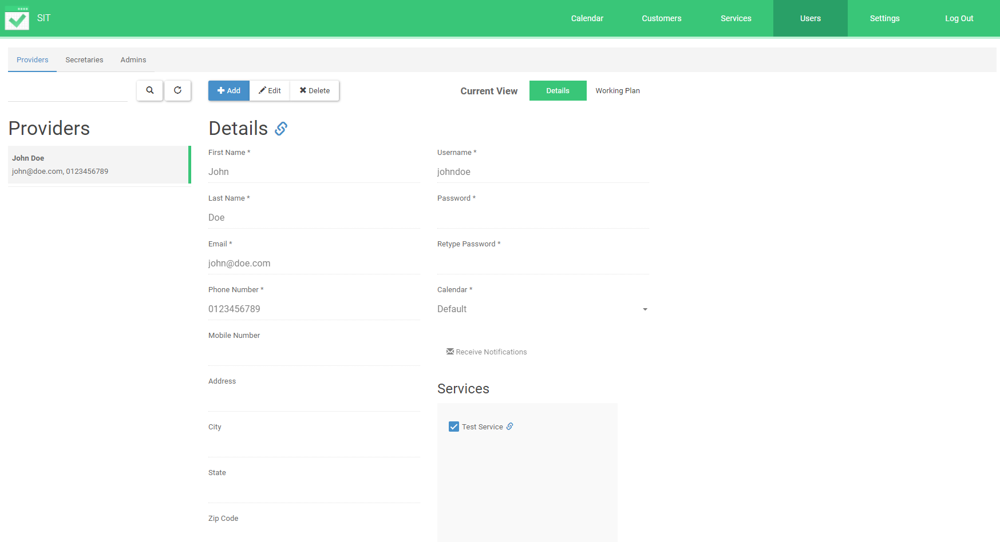 SIT
Calendar
Customers
Services
Users
Settings
Log Out
Providers
Secretaries
Admins
Add
Edit
Delete
Current View
Details
Working Plan
Providers
John Doe
john@doe.com, 0123456789
Details
First Name *
John
Last Name *
Doe
Email *
john@doe.com
Phone Number *
0123456789
Mobile Number
Address
City
State
Zip Code
Username *
johndoe
Password *
Retype Password *
Calendar *
Default
Receive Notifications
Services
Test Service